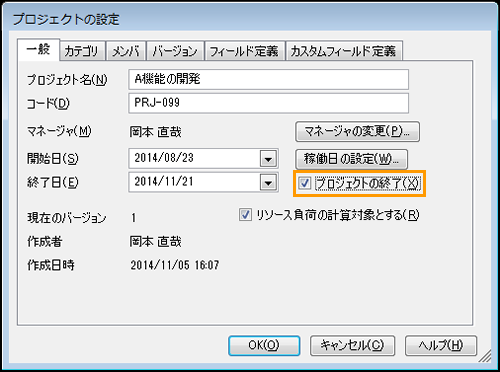 プロジェクトの設定
一般 カテゴリ メンバ バージョン フィールド定義 カスタムフィールド定義
プロジェクト名(N) A機能の開発
コード(D) PRJ-099
マネージャ(M) 岡本 直哉 マネージャの変更(P)...
開始日(S) 2014/08/23 稼働日の設定(W)...
終了日(E) 2014/11/21 プロジェクトの終了(X)
現在のバージョン 1 リソース負荷の計算対象とする(R)
作成者 岡本 直哉
作成日時 2014/11/05 16:07
OK(O) キャンセル(C) ヘルプ(H)